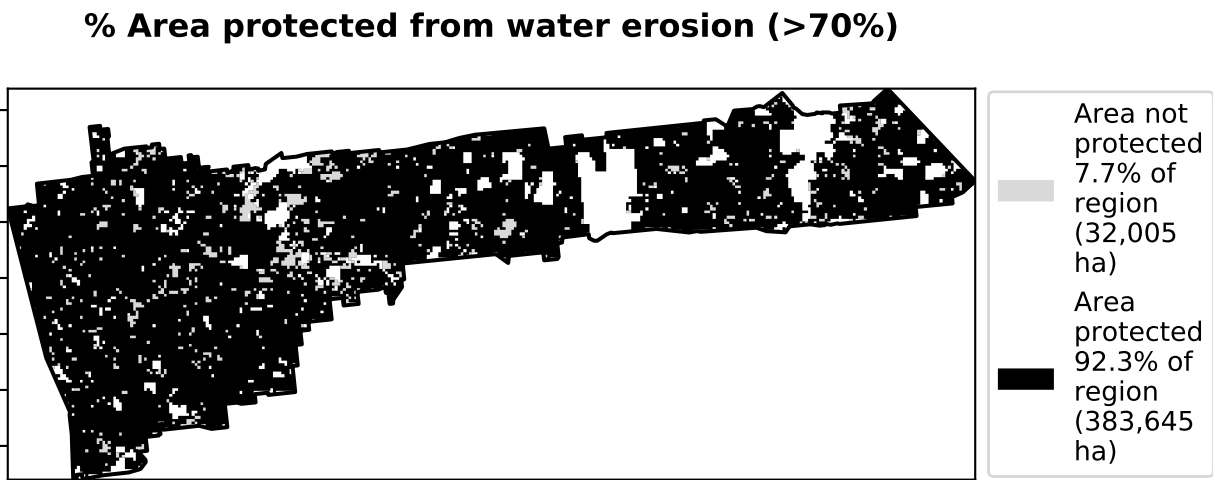 % Area protected from water erosion (>70%)
Area not
protected
7.7% of
region
(32,005
ha)
Area
protected
92.3% of
region
(383,645
ha)